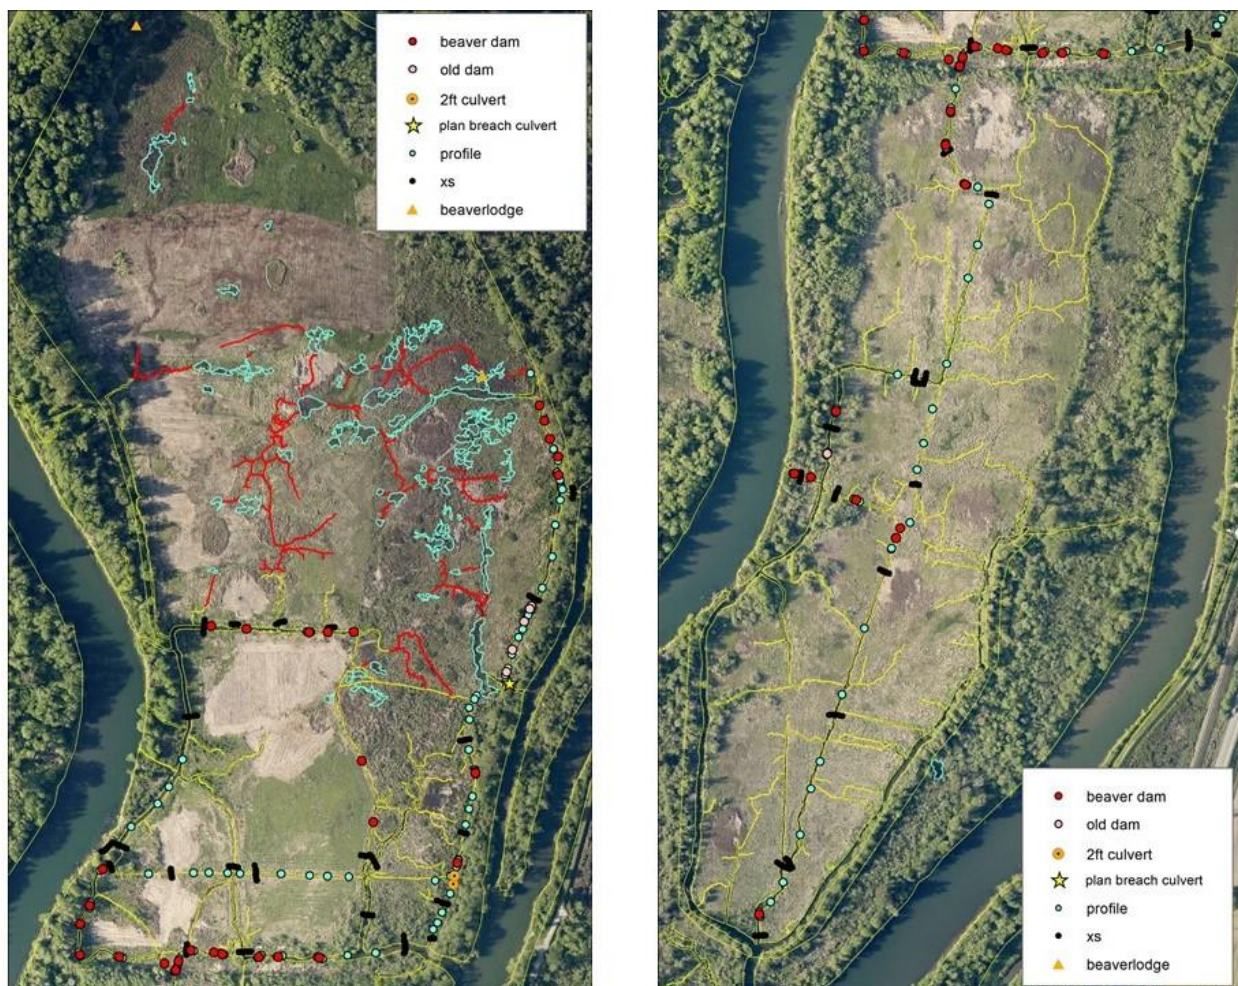 beaver dam
old dam
2ft culvert
plan breach culvert
profile
xs
beaverlodge
beaver dam
old dam
2ft culvert
plan breach culvert
profile
xs
beaverlodge